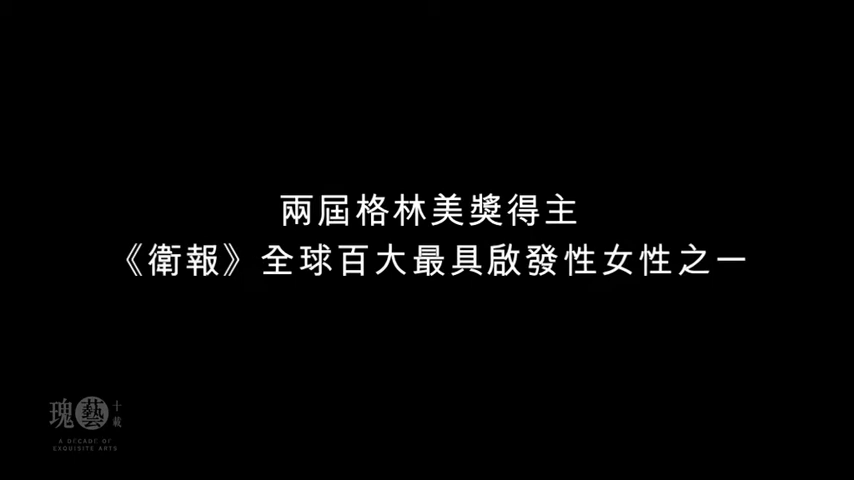 兩屆格林美獎得主
《衛報》全球百大最具啟發性女性之一
瑰藝十載
A DECADE OF
EXQUISITE ARTS